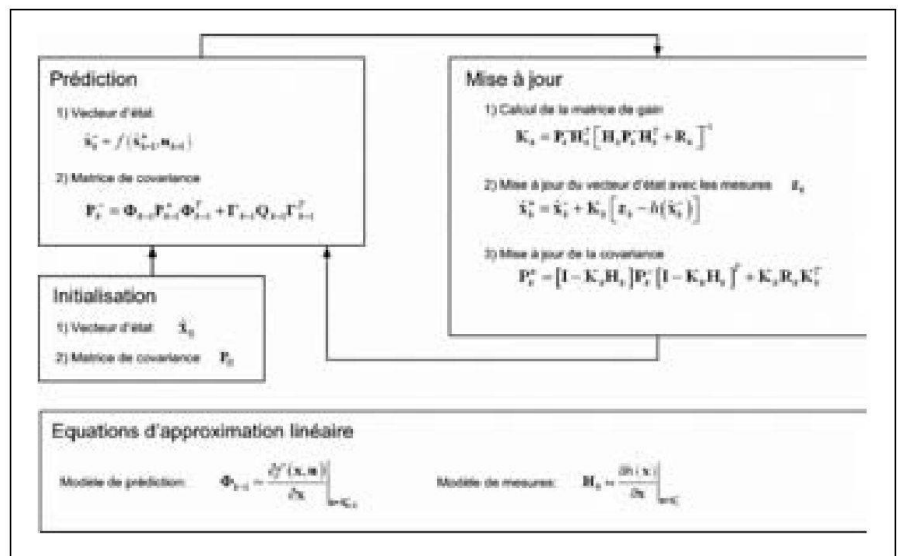 Prédiction
1) Vecteur d'état
x̂ₖ⁻ = f(x̂ₖ₋₁⁺, uₖ₋₁)
2) Matrice de covariance
Pₖ⁻ = Φₖ₋₁Pₖ₋₁⁺Φₖ₋₁ᵀ + Γₖ₋₁Qₖ₋₁Γₖ₋₁ᵀ
Initialisation
1) Vecteur d'état x̂₀
2) Matrice de covariance P₀
Mise à jour
1) Calcul de la matrice de gain
Kₖ = Pₖ⁻Hₖᵀ[HₖPₖ⁻Hₖᵀ + Rₖ]⁻¹
2) Mise à jour du vecteur d'état avec les mesures zₖ
x̂ₖ⁺ = x̂ₖ⁻ + Kₖ[zₖ − h(x̂ₖ⁻)]
3) Mise à jour de la covariance
Pₖ⁺ = [I − KₖHₖ]Pₖ⁻[I − KₖHₖ]ᵀ + KₖRₖKₖᵀ
Equations d'approximation linéaire
Modèle de prédiction: Φₖ₋₁ ≈ ∂f(x, u)/∂x |
Modèle de mesures: Hₖ ≈ ∂h(x)/∂x |